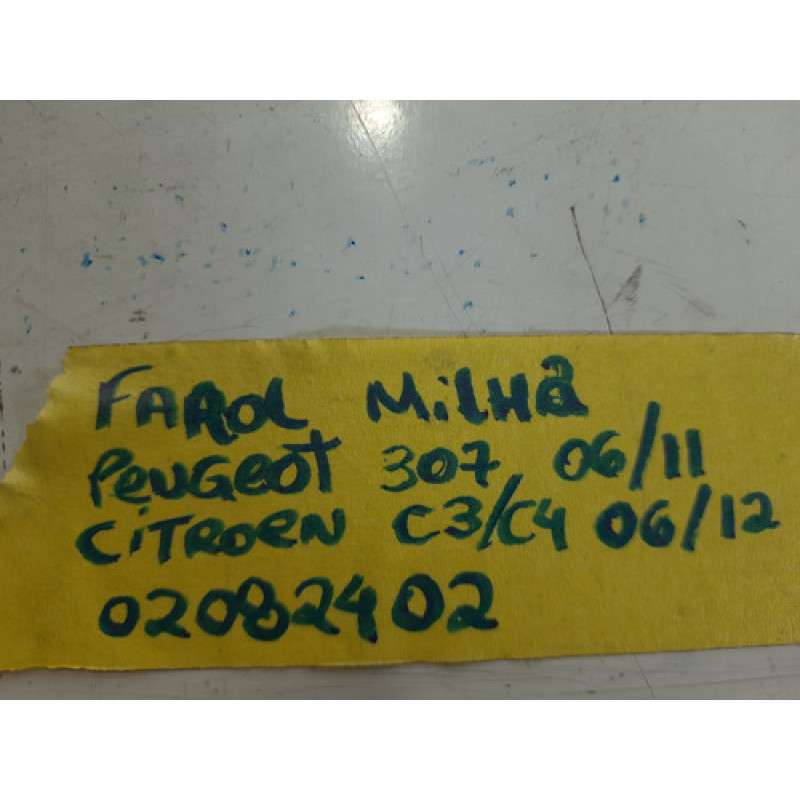 FAROL MiLHa
PEUGEOT 307 06/11
CiTROEN C3/C4 06/12
02082402